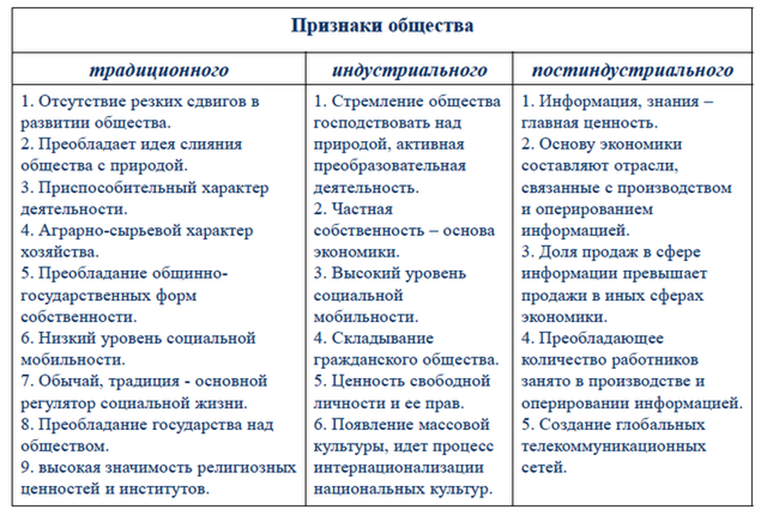 Признаки общества
традиционного
индустриального
постиндустриального
1. Отсутствие резких сдвигов в
развитии общества.
2. Преобладает идея слияния
общества с природой.
3. Приспособительный характер
деятельности.
4. Аграрно-сырьевой характер
хозяйства.
5. Преобладание общинно-
государственных форм
собственности.
6. Низкий уровень социальной
мобильности.
7. Обычай, традиция - основной
регулятор социальной жизни.
8. Преобладание государства над
обществом.
9. высокая значимость религиозных
ценностей и институтов.
1. Стремление общества
господствовать над
природой, активная
преобразовательная
деятельность.
2. Частная
собственность – основа
экономики.
3. Высокий уровень
социальной
мобильности.
4. Складывание
гражданского общества.
5. Ценность свободной
личности и ее прав.
6. Появление массовой
культуры, идет процесс
интернационализации
национальных культур.
1. Информация, знания –
главная ценность.
2. Основу экономики
составляют отрасли,
связанные с производством
и оперированием
информацией.
3. Доля продаж в сфере
информации превышает
продажи в иных сферах
экономики.
4. Преобладающее
количество работников
занято в производстве и
оперировании информацией.
5. Создание глобальных
телекоммуникационных
сетей.